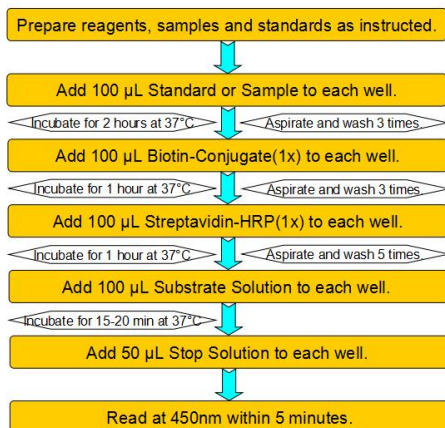 Prepare reagents, samples and standards as instructed.
Add 100 µL Standard or Sample to each well.
Incubate for 2 hours at 37°C
Aspirate and wash 3 times
Add 100 µL Biotin-Conjugate(1x) to each well.
Incubate for 1 hour at 37°C
Aspirate and wash 3 times
Add 100 µL Streptavidin-HRP(1x) to each well.
Incubate for 1 hour at 37°C
Aspirate and wash 5 times
Add 100 µL Substrate Solution to each well.
Incubate for 15-20 min at 37°C
Add 50 µL Stop Solution to each well.
Read at 450nm within 5 minutes.